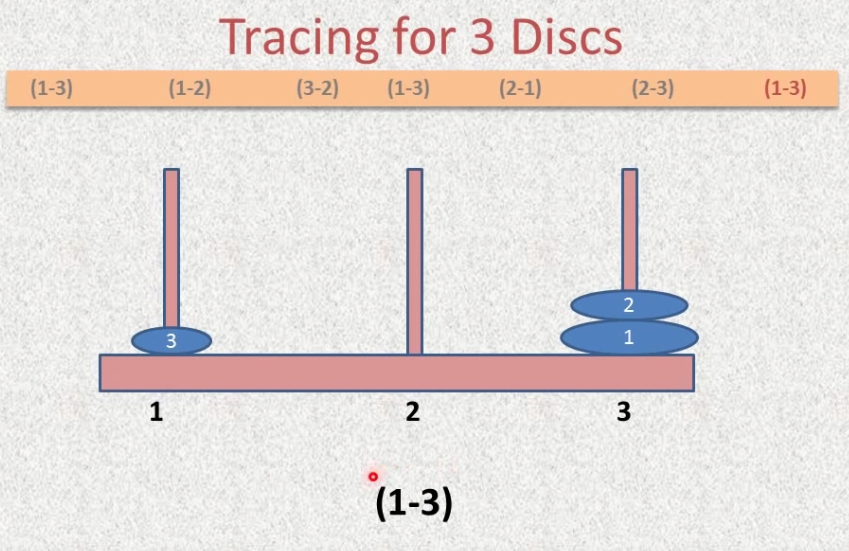 Tracing for 3 Discs
(1-3) (1-2) (3-2) (1-3) (2-1) (2-3) (1-3)
2
3 1
1 2 3
(1-3)